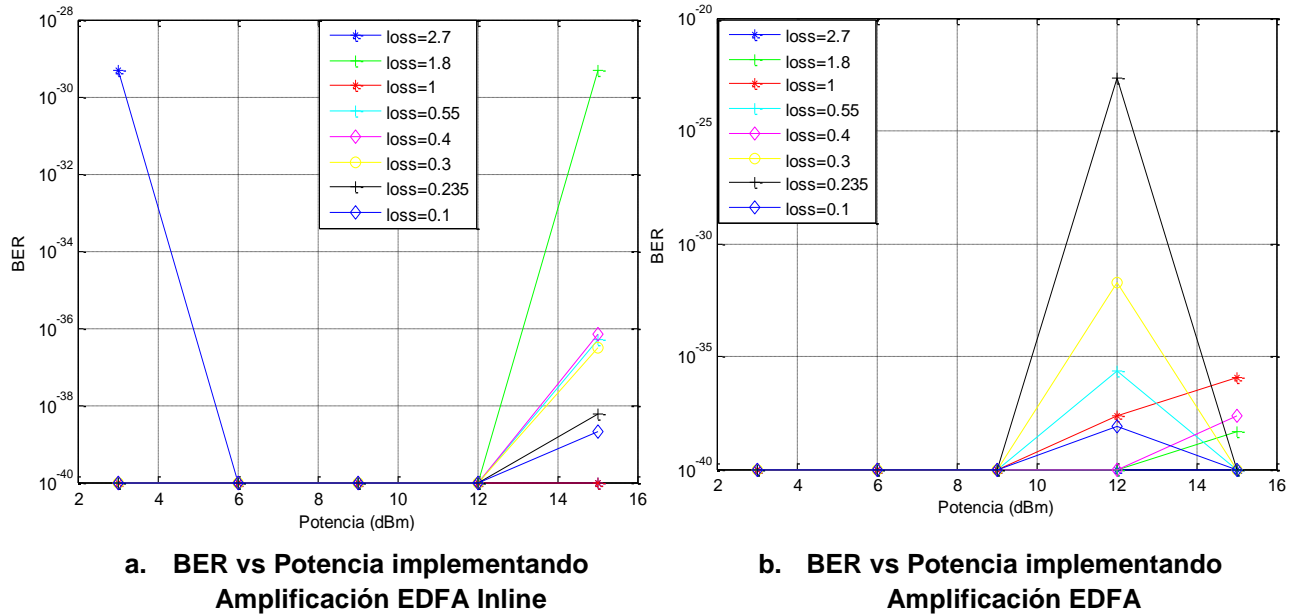 10^-28
10^-30
10^-32
10^-34
10^-36
10^-38
10^-40
BER
2 4 6 8 10 12 14 16
Potencia (dBm)
loss=2.7
loss=1.8
loss=1
loss=0.55
loss=0.4
loss=0.3
loss=0.235
loss=0.1
a. BER vs Potencia implementando
Amplificación EDFA Inline
10^-20
10^-25
10^-30
10^-35
10^-40
BER
2 4 6 8 10 12 14 16
Potencia (dBm)
loss=2.7
loss=1.8
loss=1
loss=0.55
loss=0.4
loss=0.3
loss=0.235
loss=0.1
b. BER vs Potencia implementando
Amplificación EDFA